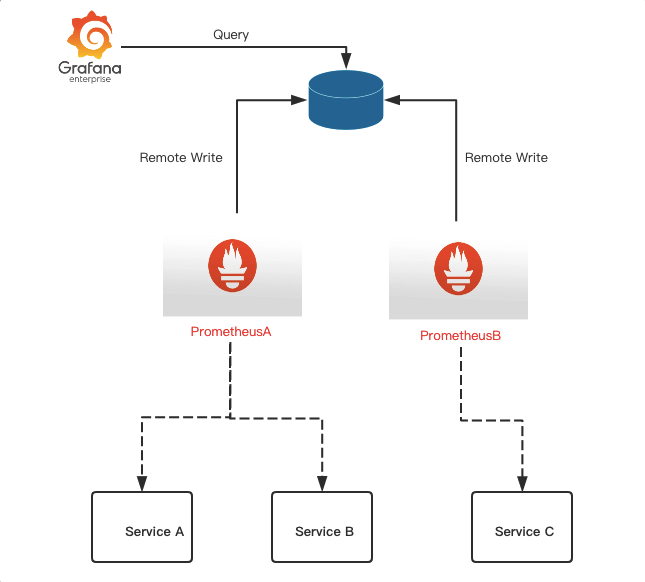 Query
Grafana
enterprise
Remote Write
Remote Write
PrometheusA
PrometheusB
Service A
Service B
Service C